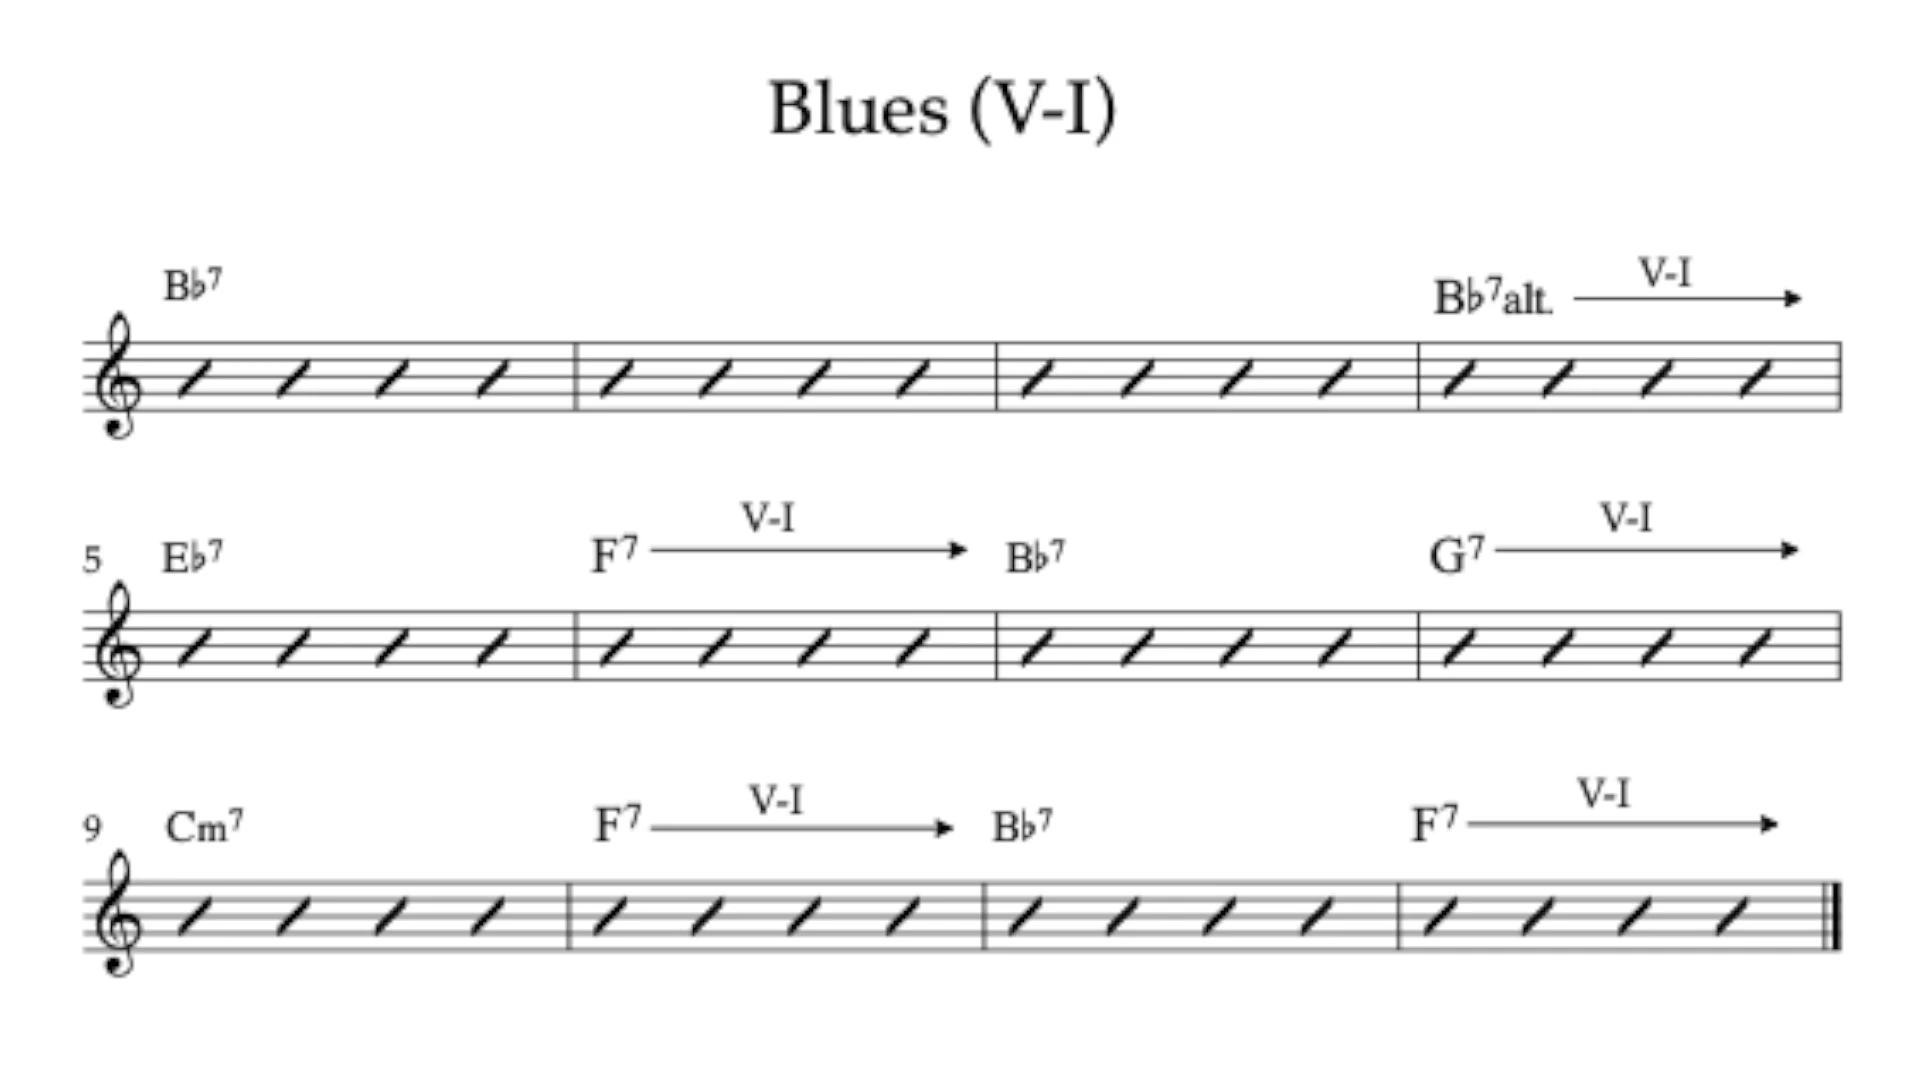 Blues (V-I)
B♭7 B♭7alt. V-I
5 E♭7 F7 V-I B♭7 G7 V-I
9 Cm7 F7 V-I B♭7 F7 V-I